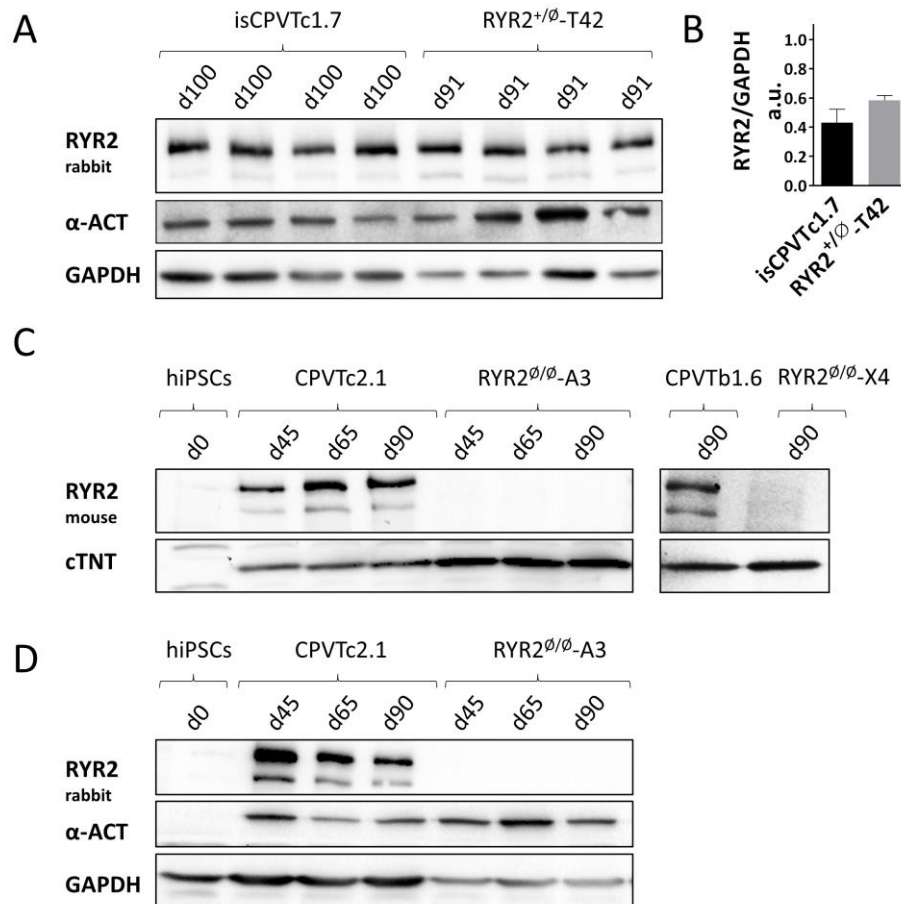 A
isCPVTc1.7 RYR2+/Ø-T42
d100 d100 d100 d100 d91 d91 d91 d91
RYR2
rabbit
α-ACT
GAPDH
B
RYR2/GAPDH
a.u.
1.0
0.8
0.6
0.4
0.2
0.0
isCPVTc1.7
RYR2+/Ø-T42
C
hiPSCs CPVTc2.1 RYR2Ø/Ø-A3 CPVTb1.6 RYR2Ø/Ø-X4
d0 d45 d65 d90 d45 d65 d90 d90 d90
RYR2
mouse
cTNT
D
hiPSCs CPVTc2.1 RYR2Ø/Ø-A3
d0 d45 d65 d90 d45 d65 d90
RYR2
rabbit
α-ACT
GAPDH